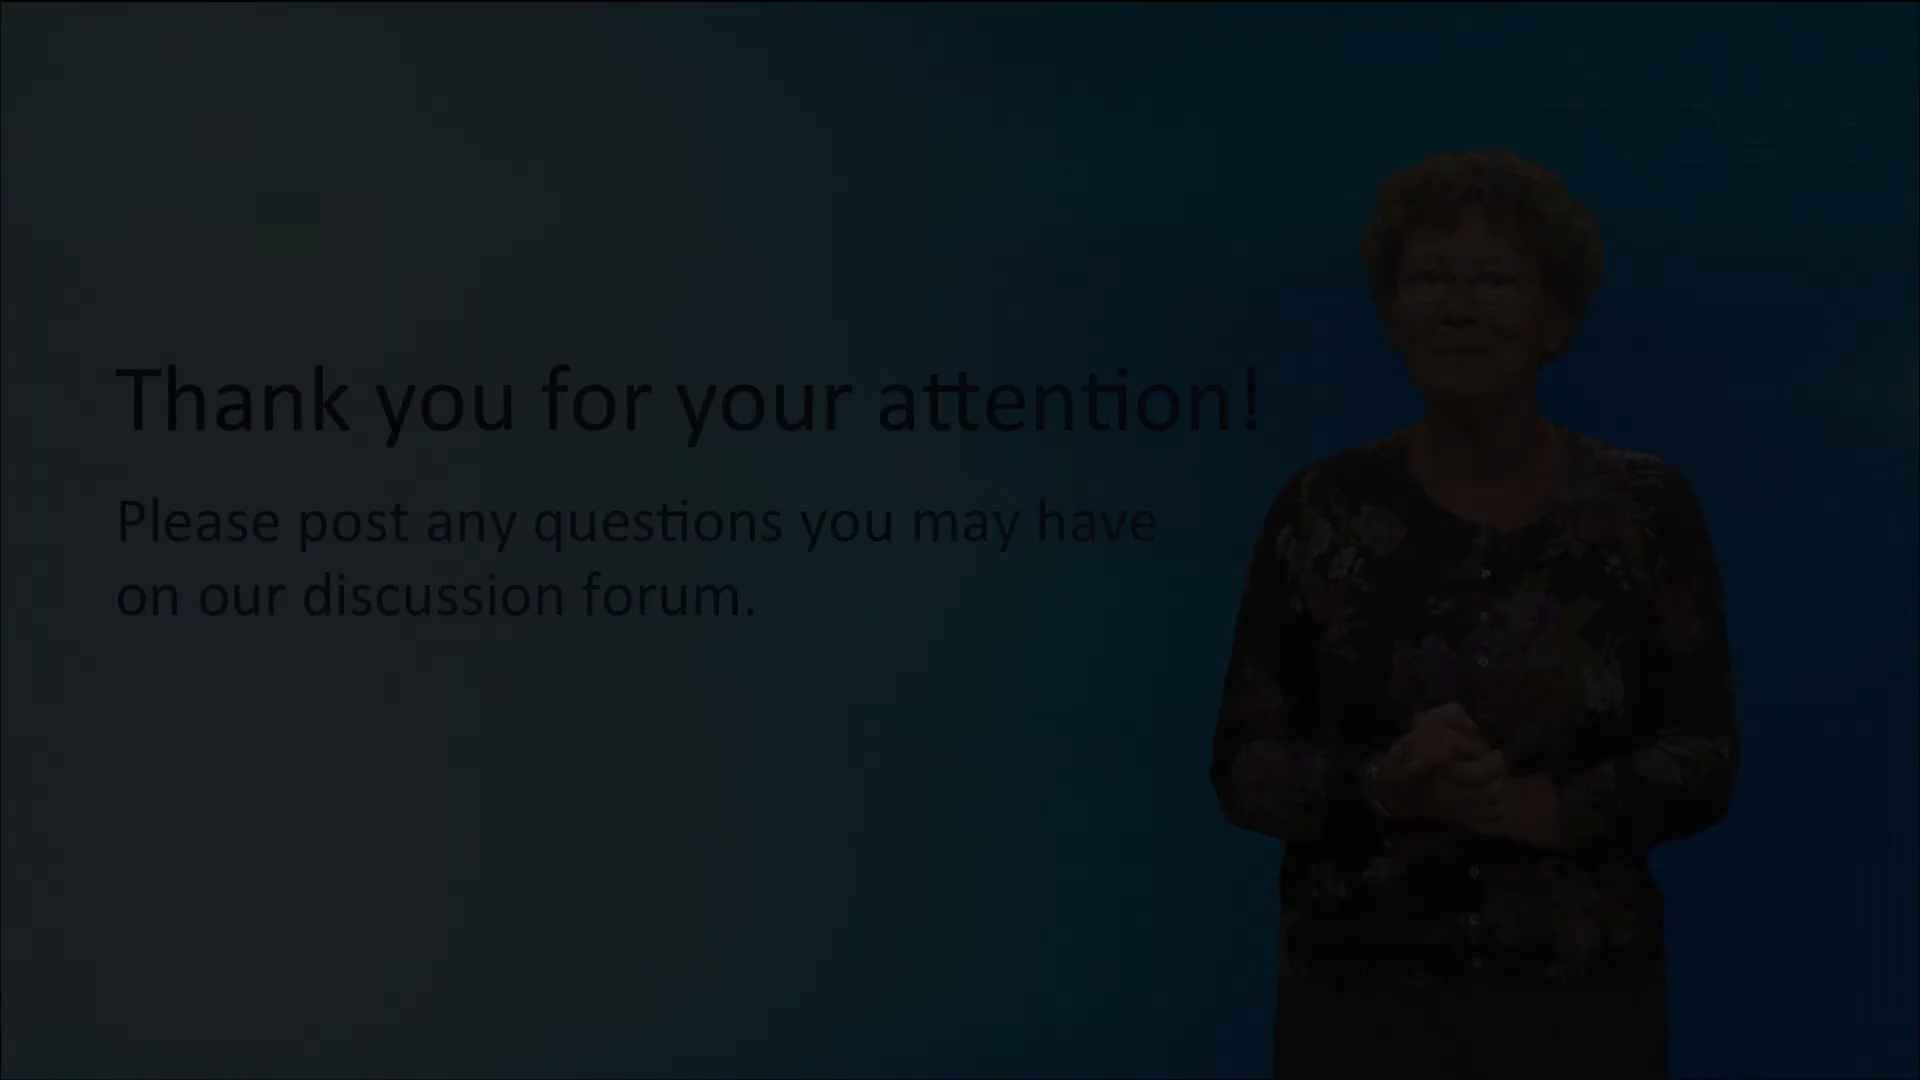 Thank you for your attention!
Please post any questions you may have
on our discussion forum.